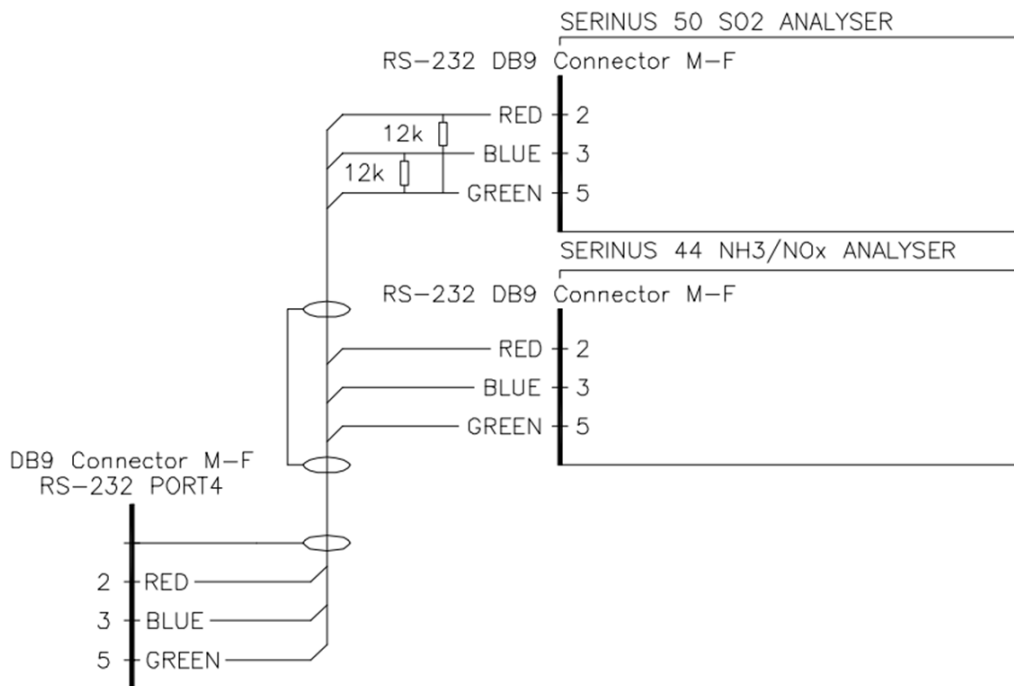 SERINUS 50 SO2 ANALYSER
RS-232 DB9 Connector M-F
RED 2
12k
BLUE 3
12k
GREEN 5
SERINUS 44 NH3/NOx ANALYSER
RS-232 DB9 Connector M-F
RED 2
BLUE 3
GREEN 5
DB9 Connector M-F
RS-232 PORT4
2 RED
3 BLUE
5 GREEN